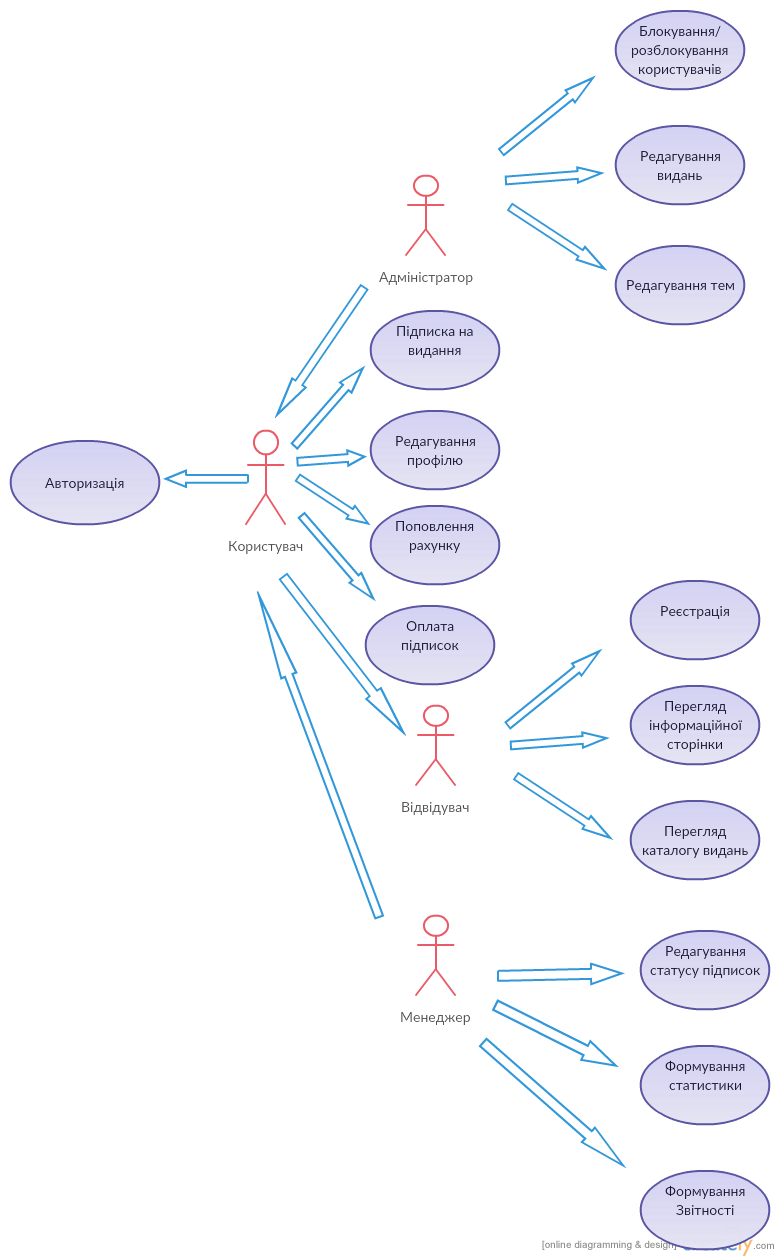 Блокування/
розблокування
користувачів
Редагування
видань
Адміністратор
Редагування тем
Підписка на
видання
Редагування
профілю
Авторизація
Користувач
Поповлення
рахунку
Оплата
підписок
Реєстрація
Перегляд
інформаційної
сторінки
Відвідувач
Перегляд
каталогу видань
Редагування
статусу підписок
Менеджер
Формування
статистики
Формування
Звітності
[online diagramming & design]
.com